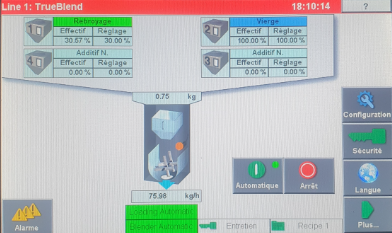 Line 1: TrueBlend 18:10:14 ?
1 Rebroyage
Effectif Réglage
30.57 % 30.00 %
2 Vierge
Effectif Réglage
100.00 % 100.00 %
4 Additif N.
Effectif Réglage
0.00 % 0.00 %
3 Additif N.
Effectif Réglage
0.00 % 0.00 %
0.75 kg
75.98 kg/h
Configuration
Sécurité
Langue
Plus...
Automatique
Arrêt
Alarme
Loading Automatic
Blender Automatic
Entretien
Recipe 1